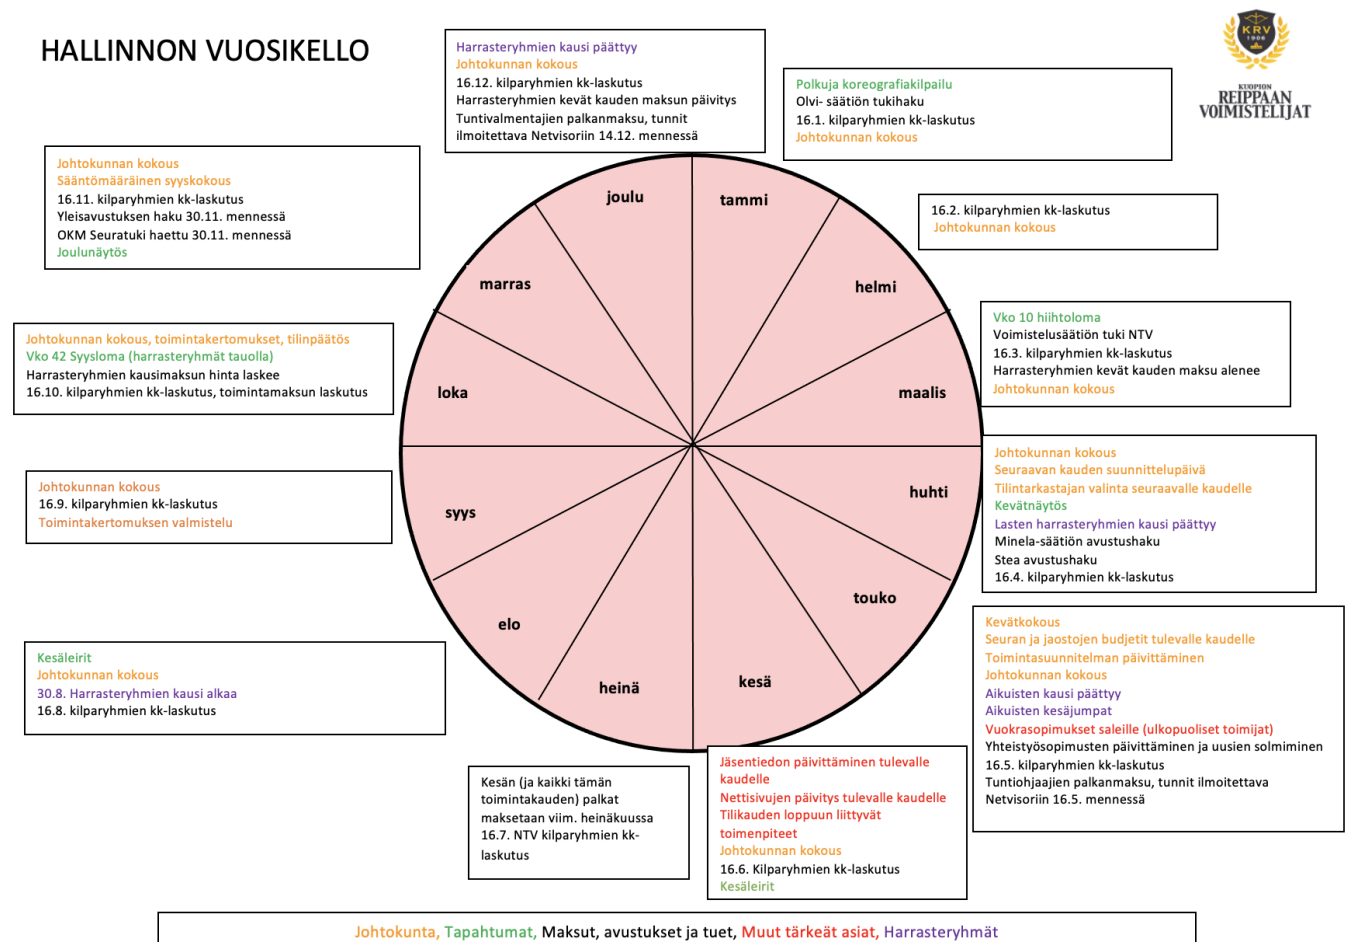 HALLINNON VUOSIKELLO
KRV
1906
KUOPION
REIPPAAN
VOIMISTELIJAT
Harrasteryhmien kausi päättyy
Johtokunnan kokous
16.12. kilparyhmien kk-laskutus
Harrasteryhmien kevät kauden maksun päivitys
Tuntivalmentajien palkanmaksu, tunnit
ilmoitettava Netvisoriin 14.12. mennessä
Polkuja koreografiakilpailu
Olvi- säätiön tukihaku
16.1. kilparyhmien kk-laskutus
Johtokunnan kokous
16.2. kilparyhmien kk-laskutus
Johtokunnan kokous
Vko 10 hiihtoloma
Voimistelusäätiön tuki NTV
16.3. kilparyhmien kk-laskutus
Harrasteryhmien kevät kauden maksu alenee
Johtokunnan kokous
Johtokunnan kokous
Seuraavan kauden suunnittelupäivä
Tilintarkastajan valinta seuraavalle kaudelle
Kevätnäytös
Lasten harrasteryhmien kausi päättyy
Minela-säätiön avustushaku
Stea avustushaku
16.4. kilparyhmien kk-laskutus
Kevätkokous
Seuran ja jaostojen budjetit tulevalle kaudelle
Toimintasuunnitelman päivittäminen
Johtokunnan kokous
Aikuisten kausi päättyy
Aikuisten kesäjumpat
Vuokrasopimukset saleille (ulkopuoliset toimijat)
Yhteistyösopimusten päivittäminen ja uusien solmiminen
16.5. kilparyhmien kk-laskutus
Tuntiohjaajien palkanmaksu, tunnit ilmoitettava
Netvisoriin 16.5. mennessä
Jäsentiedon päivittäminen tulevalle
kaudelle
Nettisivujen päivitys tulevalle kaudelle
Tilikauden loppuun liittyvät
toimenpiteet
Johtokunnan kokous
16.6. Kilparyhmien kk-laskutus
Kesäleirit
Kesän (ja kaikki tämän
toimintakauden) palkat
maksetaan viim. heinäkuussa
16.7. NTV kilparyhmien kk-
laskutus
Kesäleirit
Johtokunnan kokous
30.8. Harrasteryhmien kausi alkaa
16.8. kilparyhmien kk-laskutus
Johtokunnan kokous
16.9. kilparyhmien kk-laskutus
Toimintakertomuksen valmistelu
Johtokunnan kokous, toimintakertomukset, tilinpäätös
Vko 42 Syysloma (harrasteryhmät tauolla)
Harrasteryhmien kausimaksun hinta laskee
16.10. kilparyhmien kk-laskutus, toimintamaksun laskutus
Johtokunnan kokous
Sääntömääräinen syyskokous
16.11. kilparyhmien kk-laskutus
Yleisavustuksen haku 30.11. mennessä
OKM Seuratuki haettu 30.11. mennessä
Joulunäytös
tammi
helmi
maalis
huhti
touko
kesä
heinä
elo
syys
loka
marras
joulu
Johtokunta, Tapahtumat, Maksut, avustukset ja tuet, Muut tärkeät asiat, Harrasteryhmät